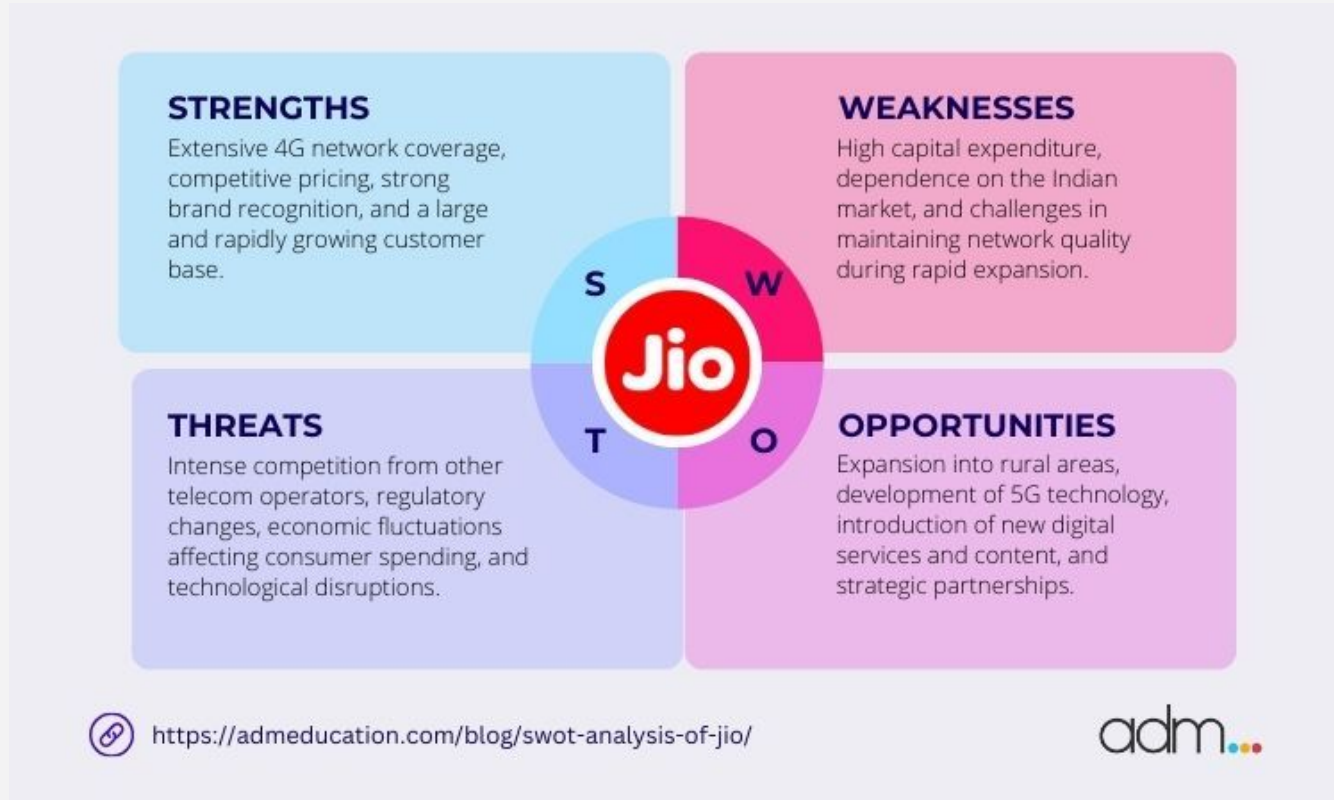 STRENGTHS
Extensive 4G network coverage,
competitive pricing, strong
brand recognition, and a large
and rapidly growing customer
base.
WEAKNESSES
High capital expenditure,
dependence on the Indian
market, and challenges in
maintaining network quality
during rapid expansion.
S
W
Jio
T
O
THREATS
Intense competition from other
telecom operators, regulatory
changes, economic fluctuations
affecting consumer spending, and
technological disruptions.
OPPORTUNITIES
Expansion into rural areas,
development of 5G technology,
introduction of new digital
services and content, and
strategic partnerships.
https://admeducation.com/blog/swot-analysis-of-jio/
adm...